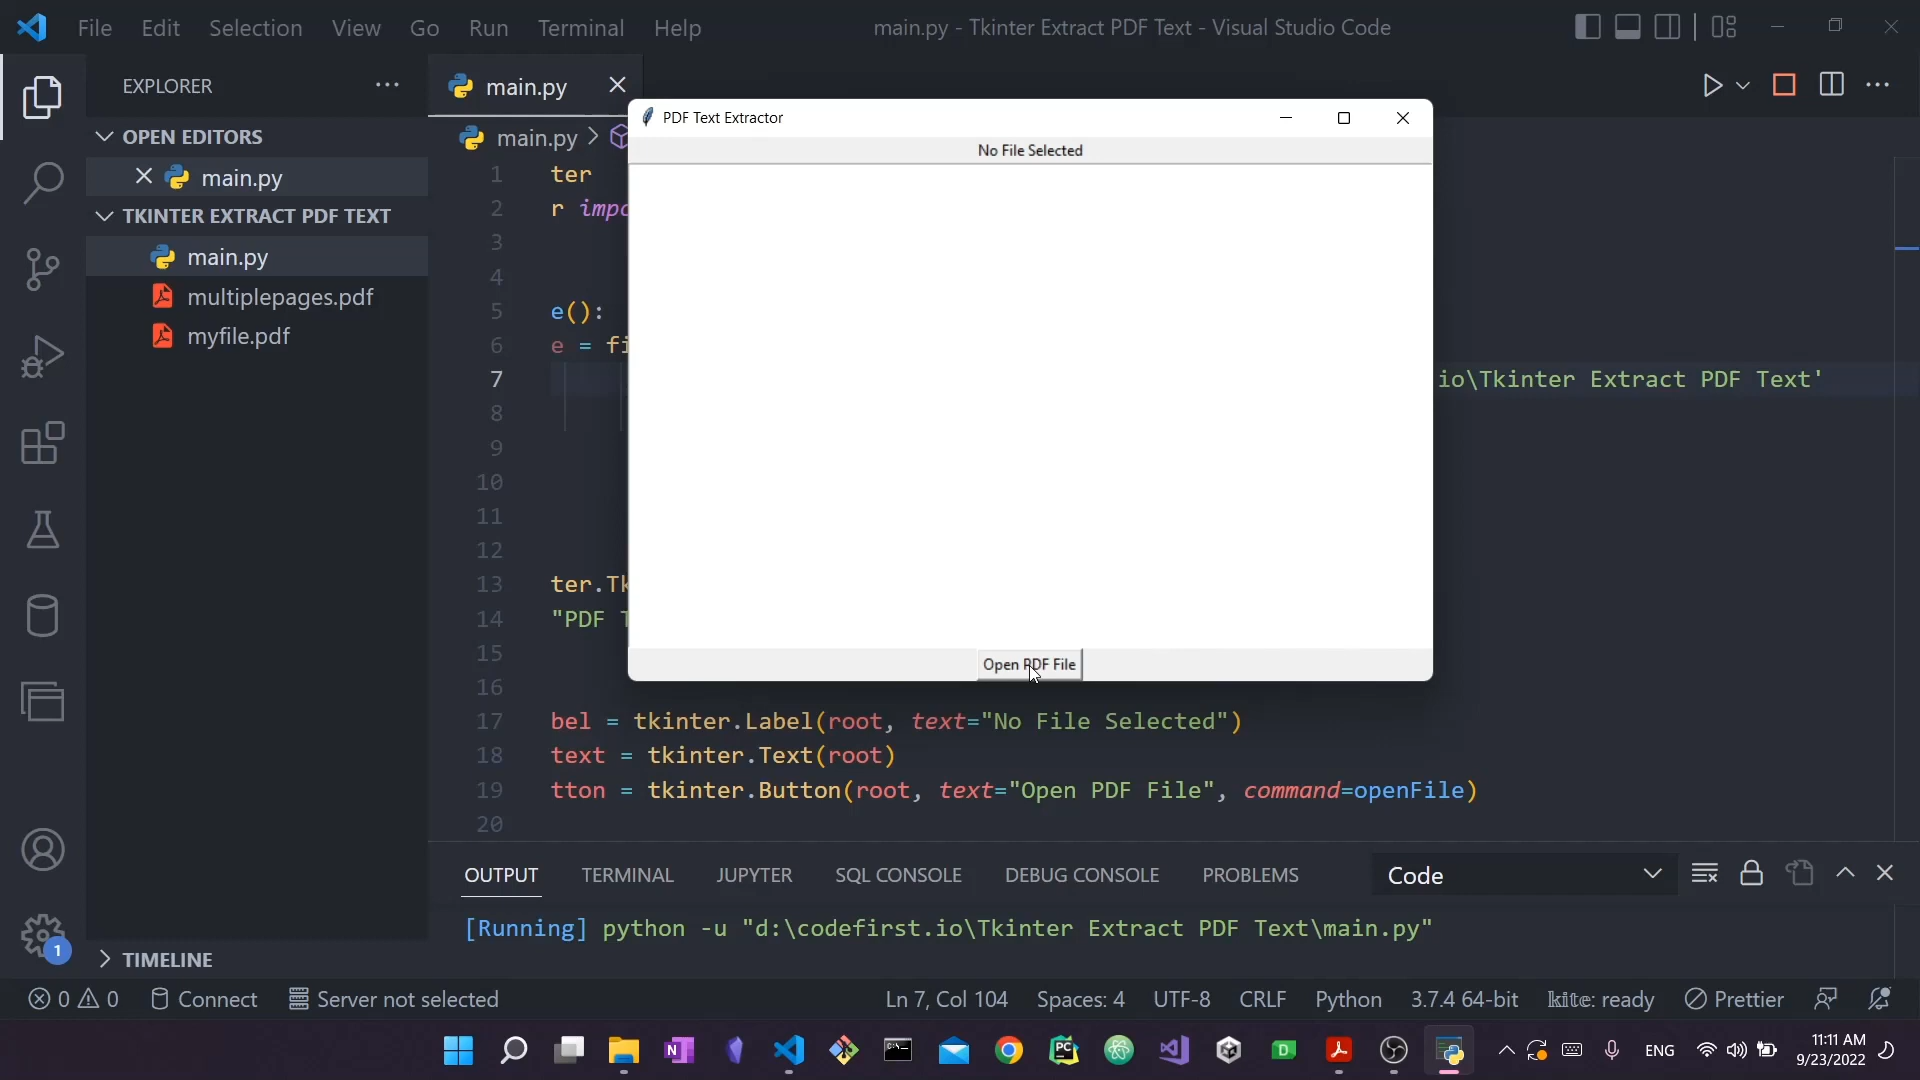 File Edit Selection View Go Run Terminal Help
main.py - Tkinter Extract PDF Text - Visual Studio Code
EXPLORER
main.py
OPEN EDITORS
main.py
TKINTER EXTRACT PDF TEXT
main.py
multiplepages.pdf
myfile.pdf
TIMELINE
main.py
1 ter
2 r impo
3
4
5 e():
6 e = fi
7 io\Tkinter Extract PDF Text'
8
9
10
11
12
13 ter.Tk
14 "PDF T
15
16
17 bel = tkinter.Label(root, text="No File Selected")
18 text = tkinter.Text(root)
19 tton = tkinter.Button(root, text="Open PDF File", command=openFile)
20
PDF Text Extractor
No File Selected
Open PDF File
OUTPUT TERMINAL JUPYTER SQL CONSOLE DEBUG CONSOLE PROBLEMS
Code
[Running] python -u "d:\codefirst.io\Tkinter Extract PDF Text\main.py"
1
0 0 Connect Server not selected
Ln 7, Col 104 Spaces: 4 UTF-8 CRLF Python 3.7.4 64-bit kite: ready Prettier
N
PC
D
ENG
11:11 AM
9/23/2022